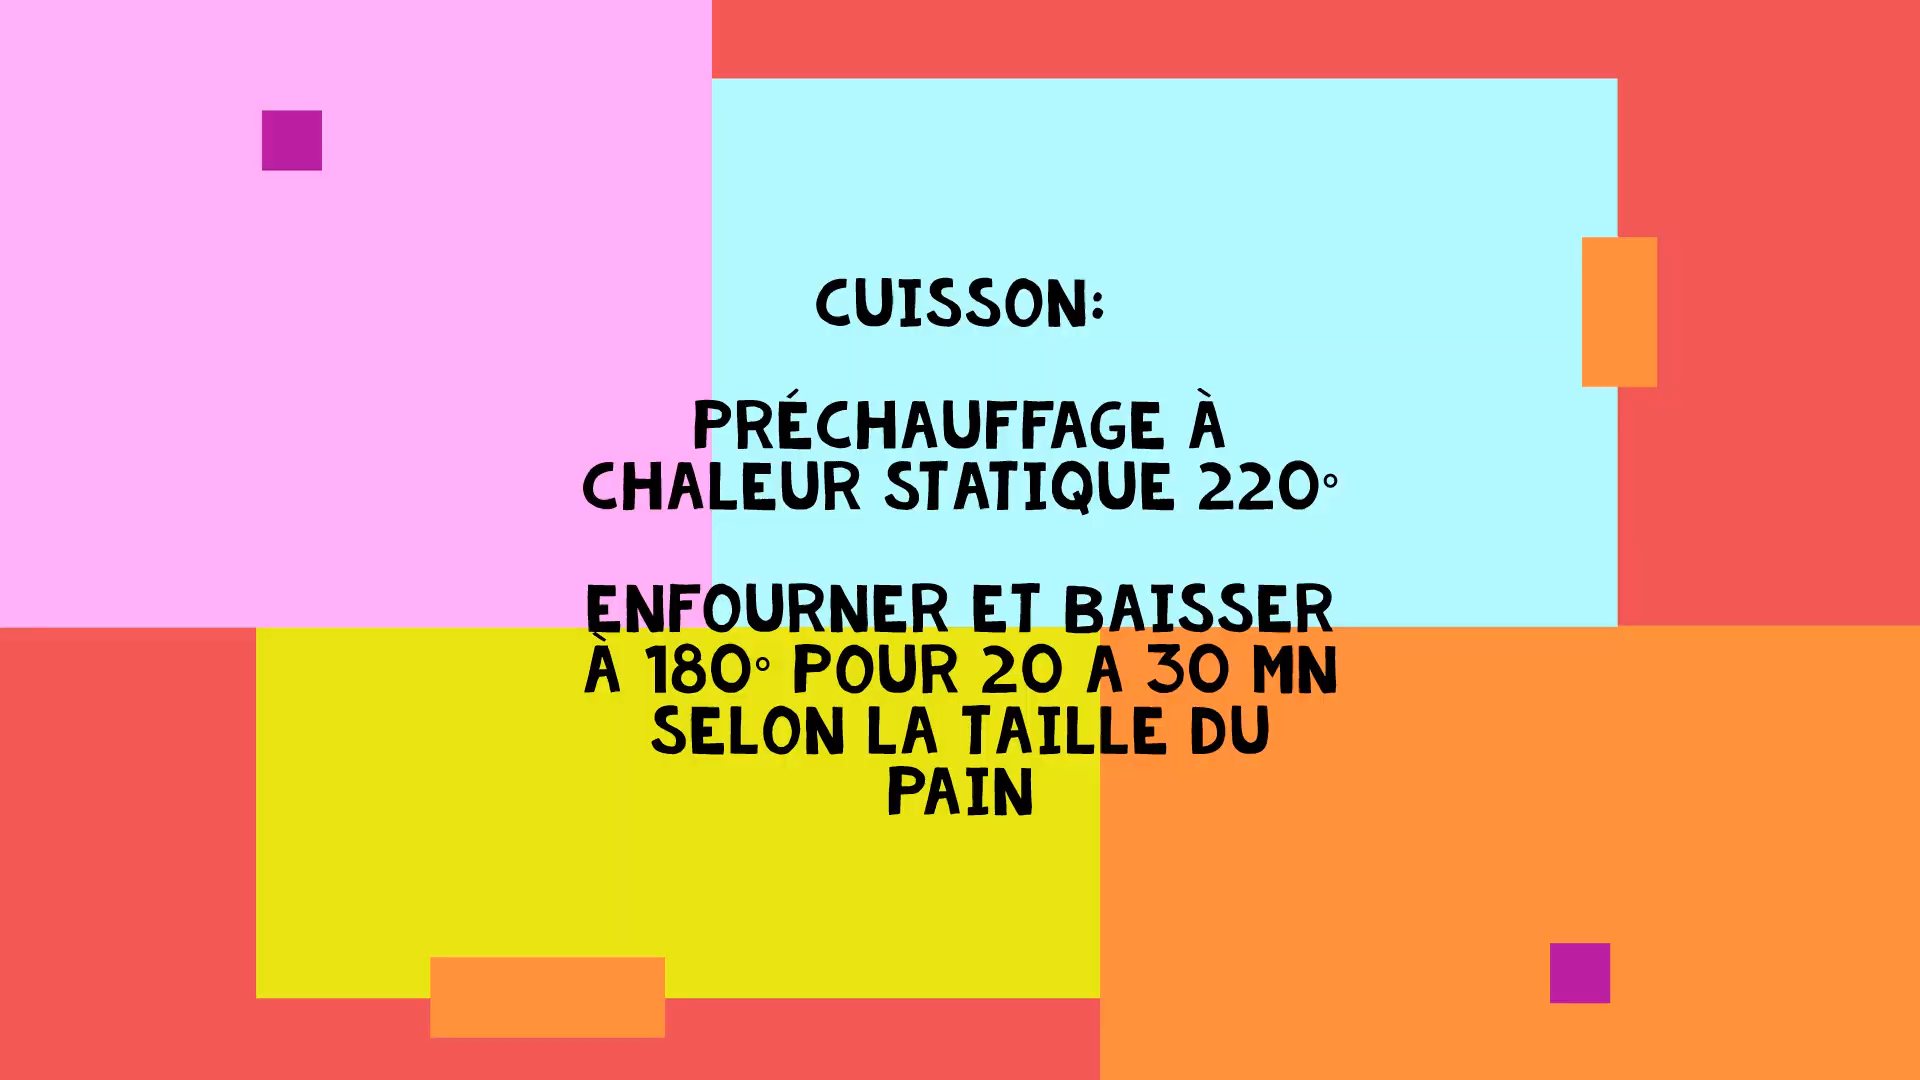 CUISSON:
PRÉCHAUFFAGE À
CHALEUR STATIQUE 220°
ENFOURNER ET BAISSER
À 180° POUR 20 A 30 MN
SELON LA TAILLE DU
PAIN